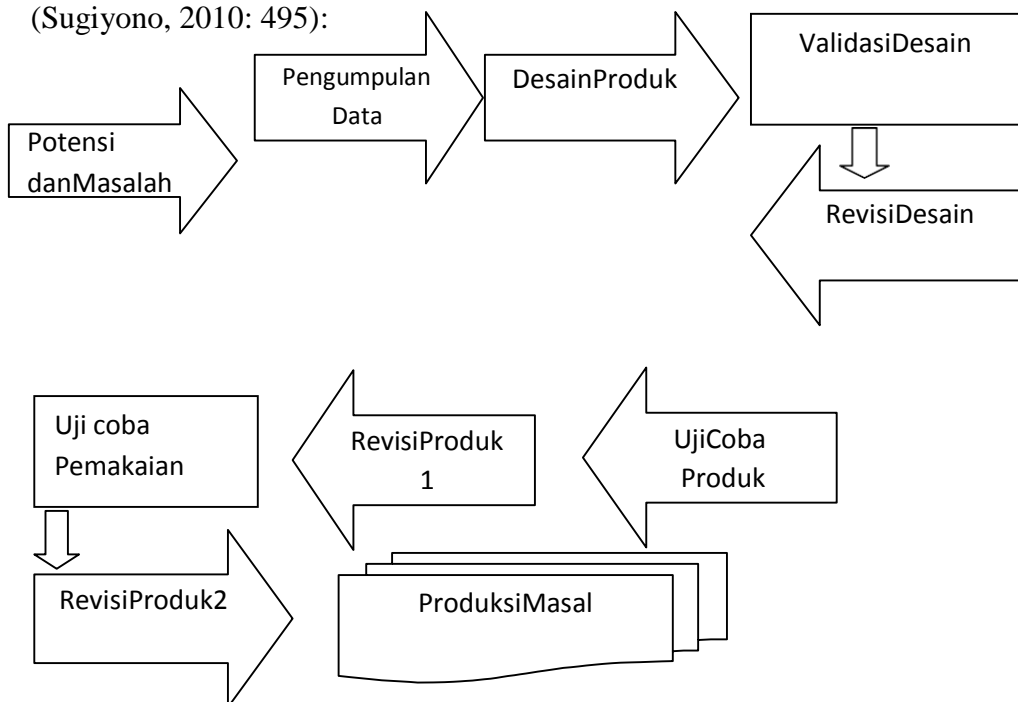 (Sugiyono, 2010: 495):
Potensi
danMasalah
Pengumpulan
Data
DesainProduk
ValidasiDesain
RevisiDesain
UjiCoba
Produk
RevisiProduk
1
Uji coba
Pemakaian
RevisiProduk2
ProduksiMasal